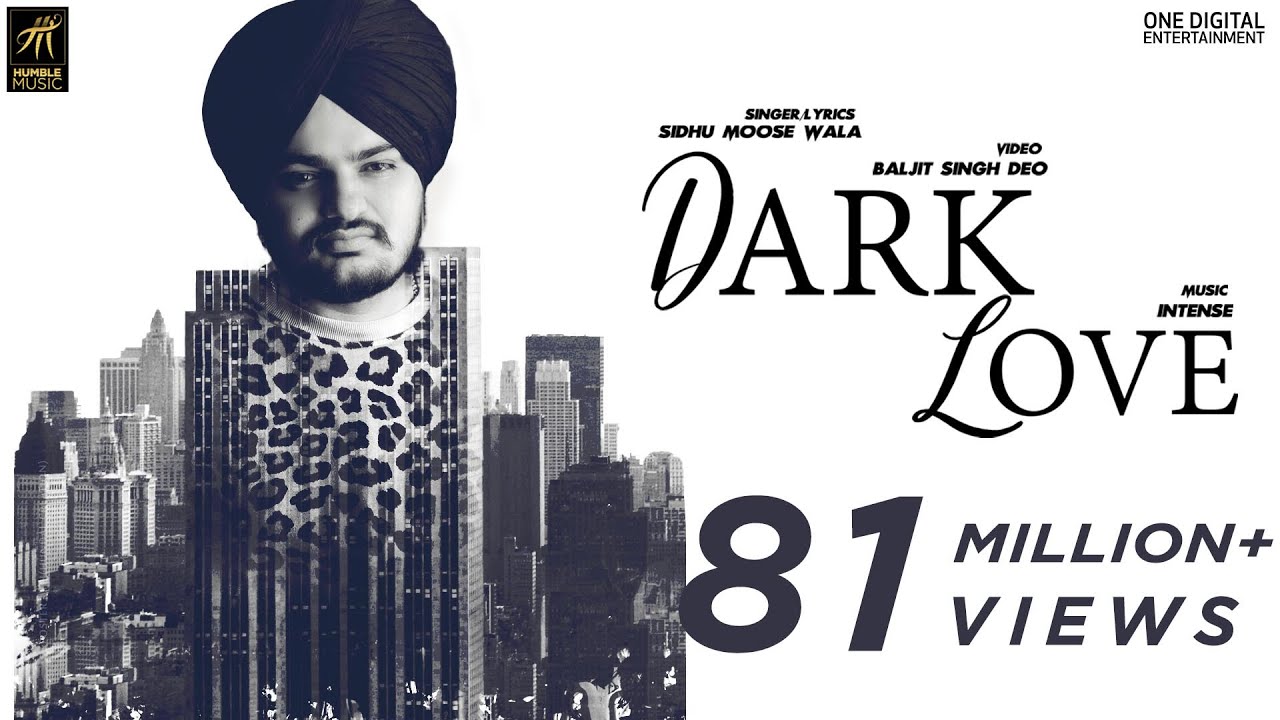 HUMBLE
MUSIC
ONE DIGITAL
ENTERTAINMENT
SINGER/LYRICS
SIDHU MOOSE WALA
VIDEO
BALJIT SINGH DEO
DARK
MUSIC
INTENSE
LOVE
81
MILLION+
VIEWS